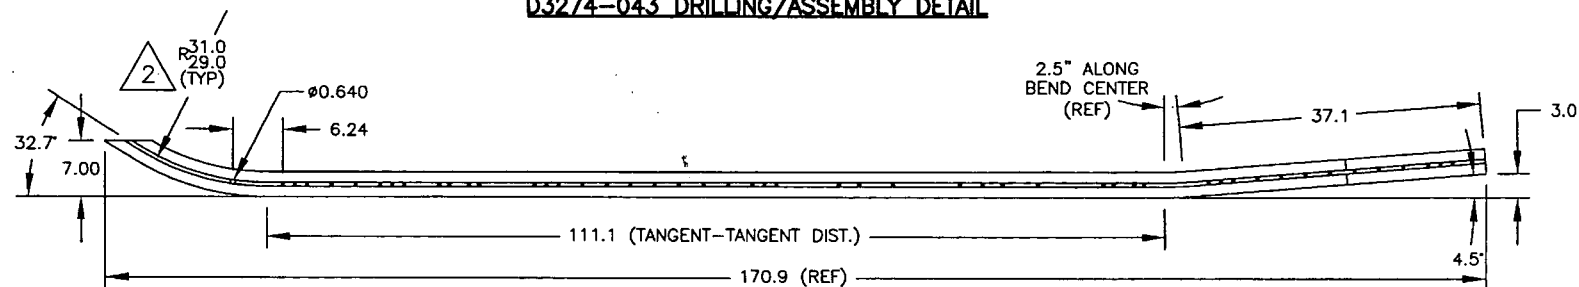 D3274-043 DRILLING/ASSEMBLY DETAIL
2
R31.0
29.0
(TYP)
ø0.640
6.24
32.7°
7.00
2.5" ALONG
BEND CENTER
(REF)
37.1
3.0
111.1 (TANGENT-TANGENT DIST.)
4.5°
170.9 (REF)